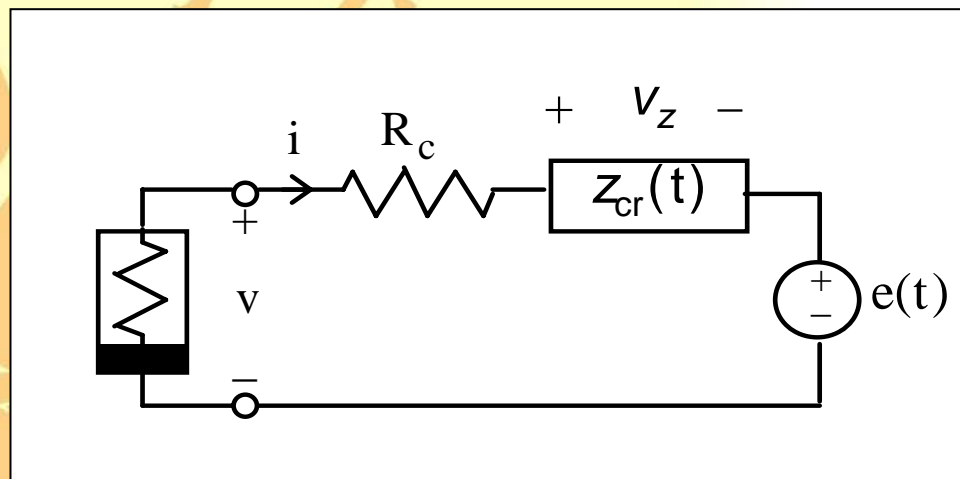 + v_z −
i R_c
z_cr(t)
+
v
−
+
−
e(t)